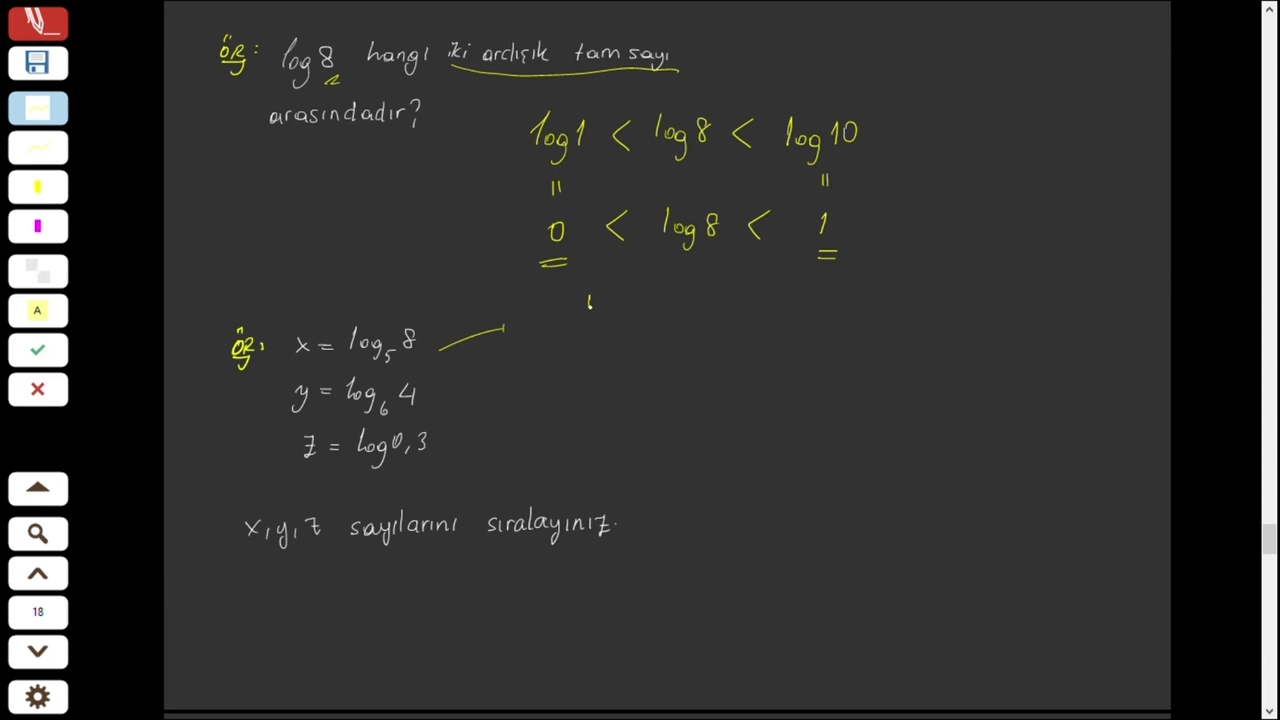 ÖR: log 8 hangi iki ardışık tam sayı
arasındadır?
log 1 < log 8 < log 10
= =
0 < log 8 < 1
ÖR: x = log₅ 8
y = log₆ 4
z = log 0,3
x, y, z sayılarını sıralayınız.
A
18